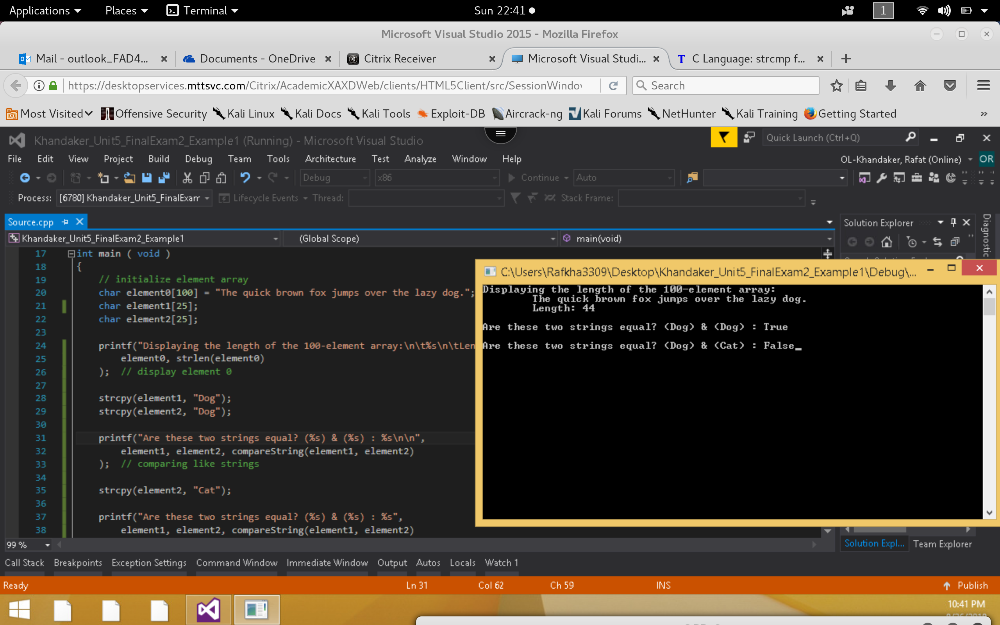 Applications Places Terminal Sun 22:41 1
Microsoft Visual Studio 2015 - Mozilla Firefox
Mail - outlook_FAD4... Documents - OneDrive Citrix Receiver Microsoft Visual Studi... C Language: strcmp f...
https://desktopservices.mttsvc.com/Citrix/AcademicXAXDWeb/clients/HTML5Client/src/SessionWindow Search
Most Visited Offensive Security Kali Linux Kali Docs Kali Tools Exploit-DB Aircrack-ng Kali Forums NetHunter Kali Training Getting Started »
Khandaker_Unit5_FinalExam2_Example1 (Running) - Microsoft Visual Studio Quick Launch (Ctrl+Q)
File Edit View Project Build Debug Team Tools Architecture Test Analyze Window Help OL-Khandaker, Rafat (Online) OR
Debug x86 Continue Auto
Process: [6780] Khandaker_Unit5_FinalExam Lifecycle Events Thread: Stack Frame:
Source.cpp Solution Explorer Diagnostic
Khandaker_Unit5_FinalExam2_Example1 (Global Scope) main(void)
17 int main ( void )
18 {
19 // initialize element array
20 char element0[100] = "The quick brown fox jumps over the lazy dog.";
21 char element1[25];
22 char element2[25];
23
24 printf("Displaying the length of the 100-element array:\n\t%s\n\tLen
25 element0, strlen(element0)
26 ); // display element 0
27
28 strcpy(element1, "Dog");
29 strcpy(element2, "Dog");
30
31 printf("Are these two strings equal? (%s) & (%s) : %s\n\n",
32 element1, element2, compareString(element1, element2)
33 ); // comparing like strings
34
35 strcpy(element2, "Cat");
36
37 printf("Are these two strings equal? (%s) & (%s) : %s",
38 element1, element2, compareString(element1, element2)
C:\Users\Rafkha3309\Desktop\Khandaker_Unit5_FinalExam2_Example1\Debug\...
Displaying the length of the 100-element array:
The quick brown fox jumps over the lazy dog.
Length: 44
Are these two strings equal? (Dog) & (Dog) : True
Are these two strings equal? (Dog) & (Cat) : False_
99 %
Solution Expl... Team Explorer
Call Stack Breakpoints Exception Settings Command Window Immediate Window Output Autos Locals Watch 1
Ready Ln 31 Col 62 Ch 59 INS Publish
10:41 PM